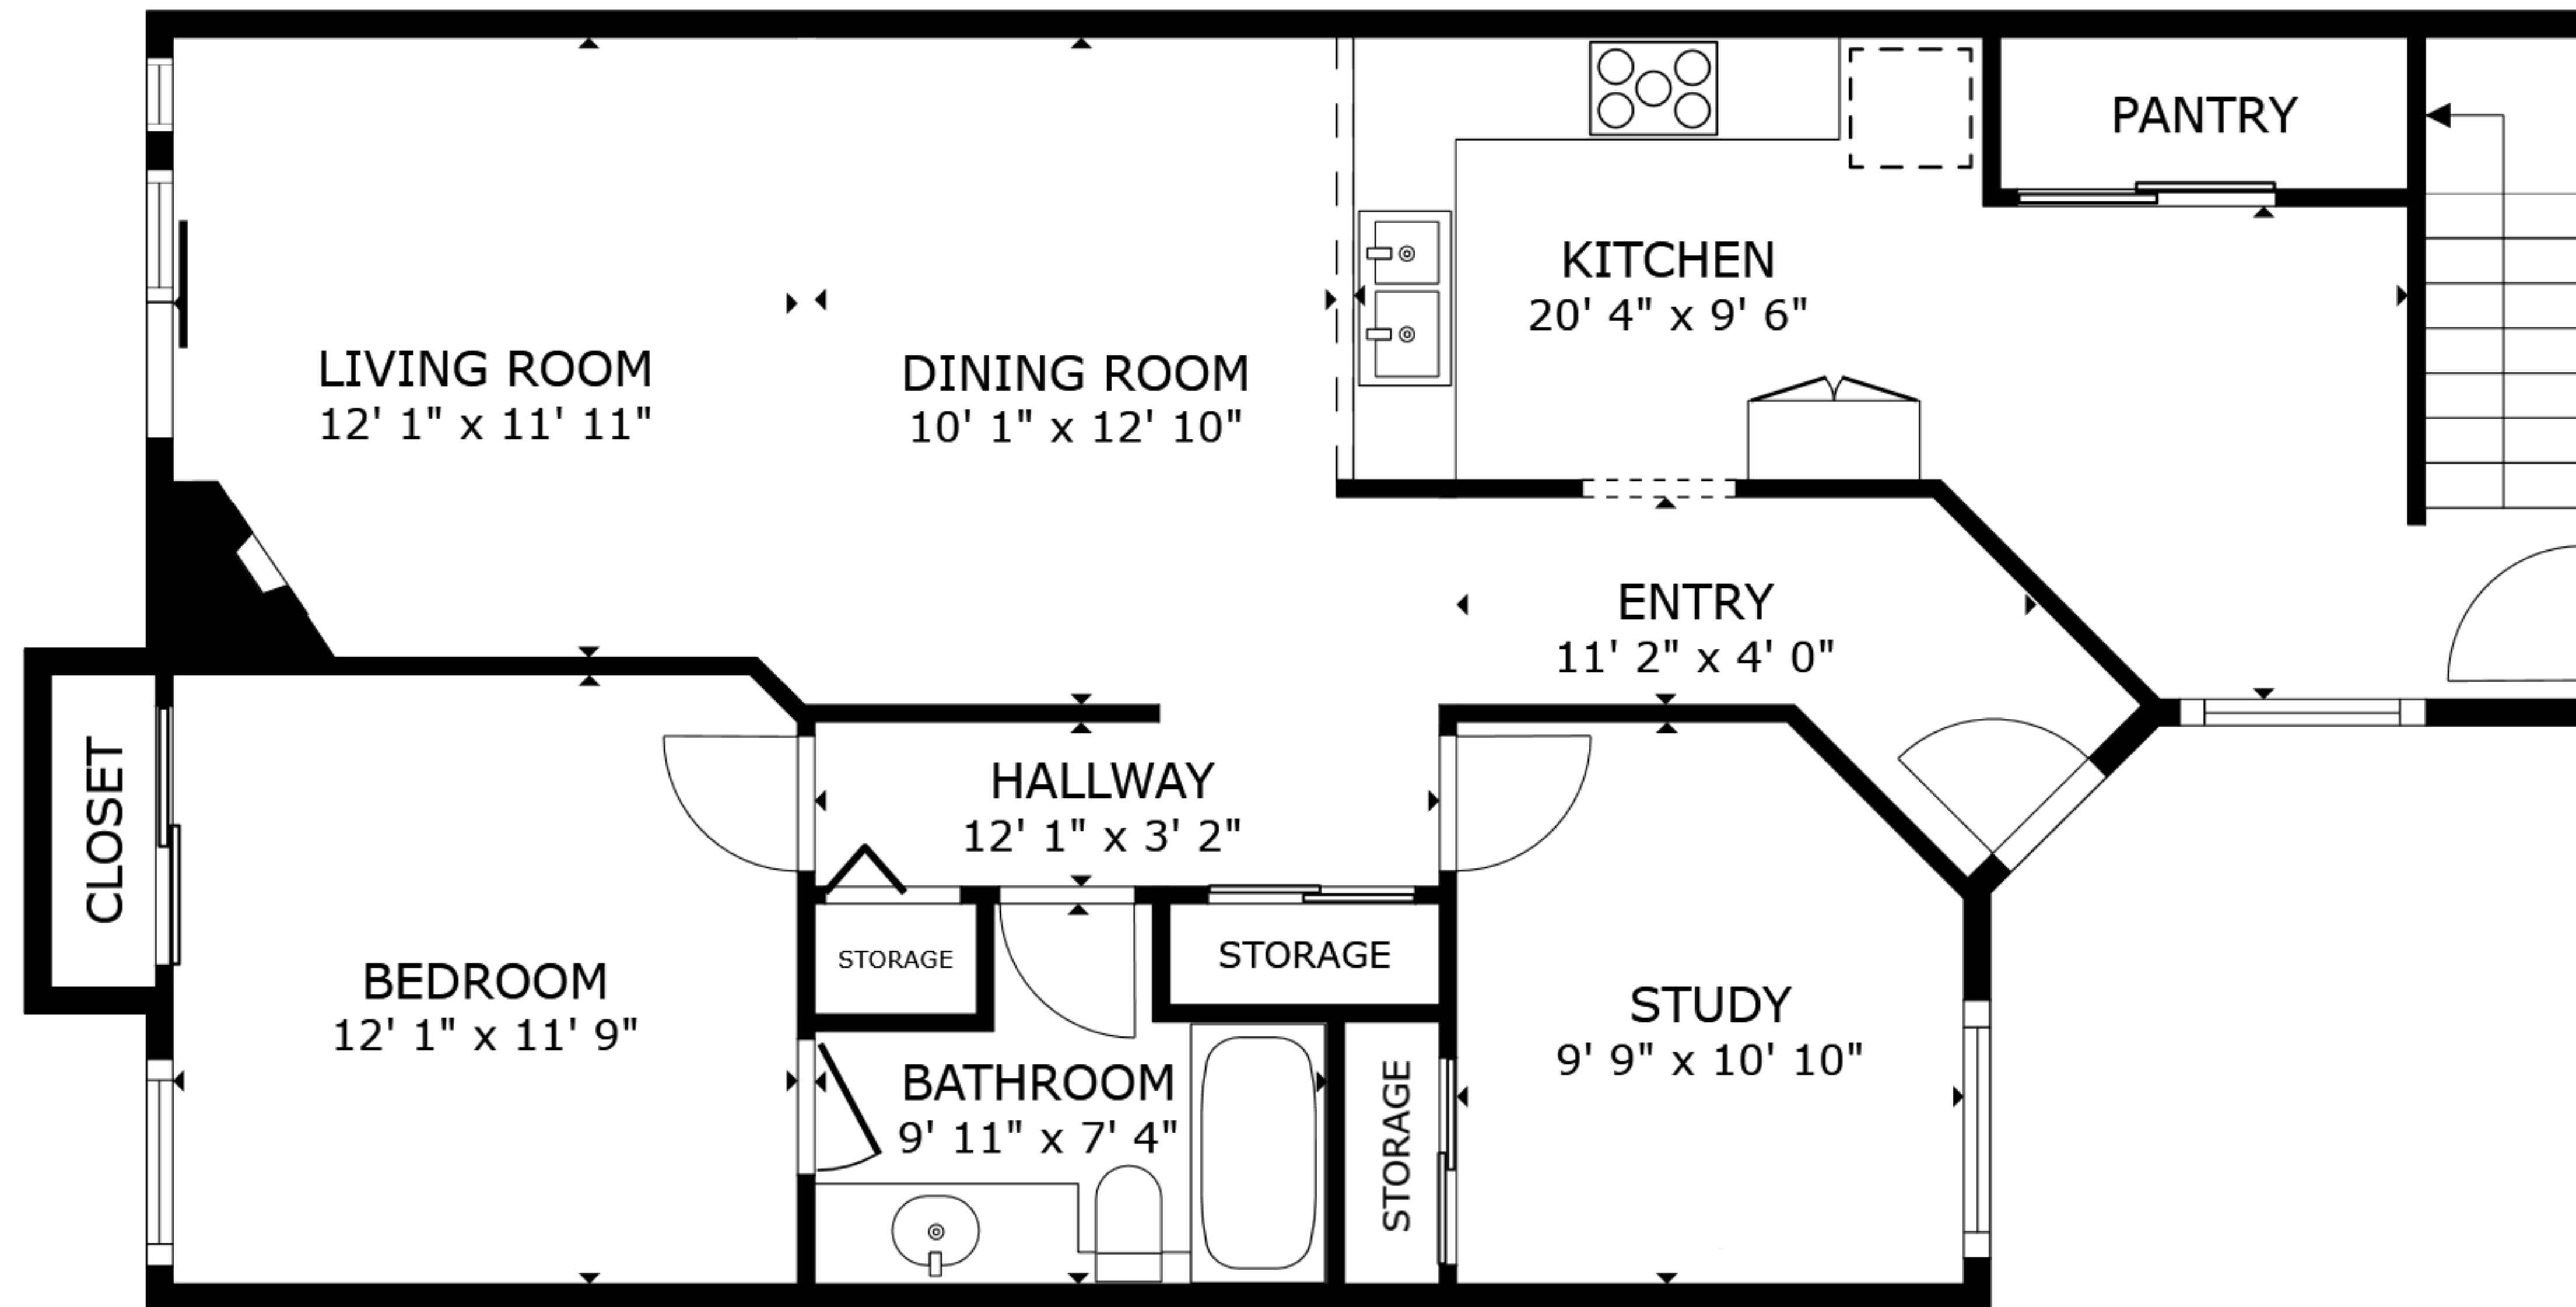 PANTRY
KITCHEN
20' 4" x 9' 6"
LIVING ROOM
12' 1" x 11' 11"
DINING ROOM
10' 1" x 12' 10"
ENTRY
11' 2" x 4' 0"
CLOSET
HALLWAY
12' 1" x 3' 2"
BEDROOM
12' 1" x 11' 9"
STORAGE
STORAGE
BATHROOM
9' 11" x 7' 4"
STORAGE
STUDY
9' 9" x 10' 10"